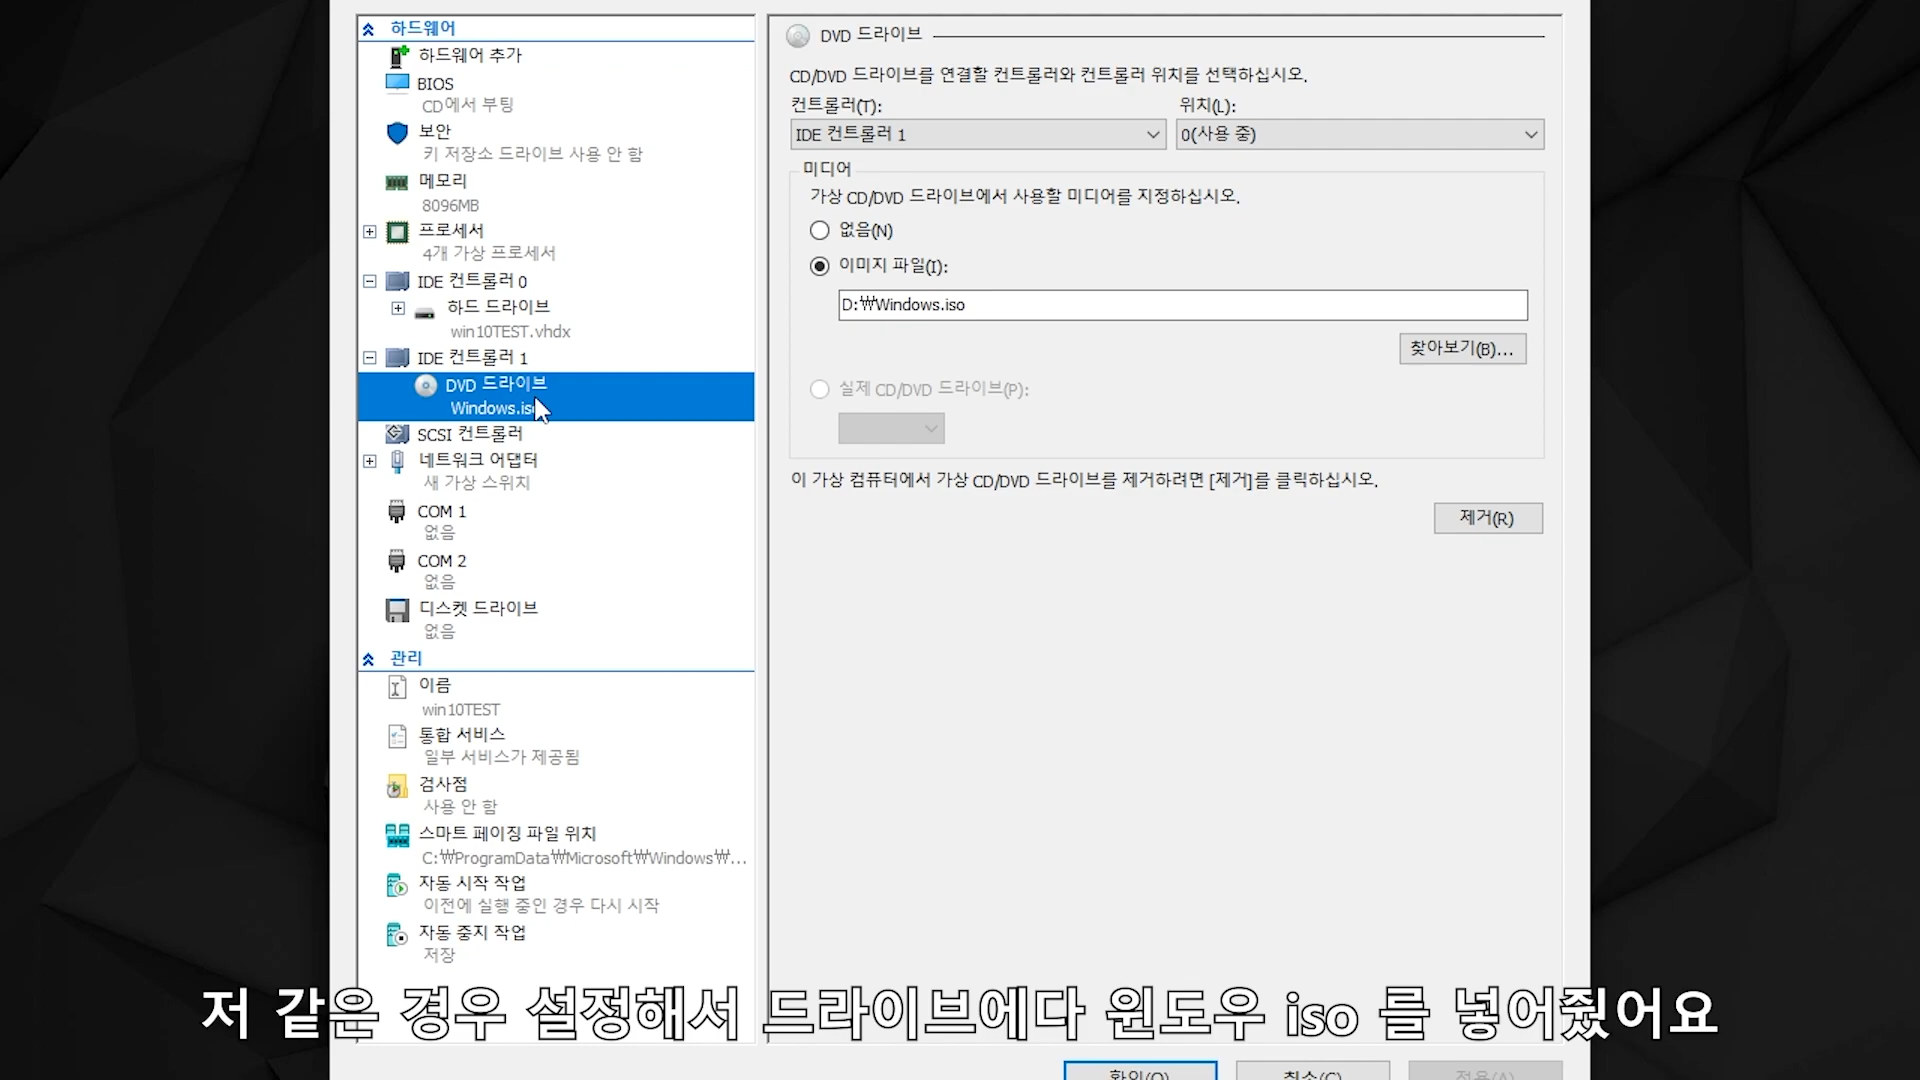 하드웨어
하드웨어 추가
BIOS
CD에서 부팅
보안
키 저장소 드라이브 사용 안 함
메모리
8096MB
프로세서
4개 가상 프로세서
IDE 컨트롤러 0
하드 드라이브
win10TEST.vhdx
IDE 컨트롤러 1
DVD 드라이브
Windows.iso
SCSI 컨트롤러
네트워크 어댑터
새 가상 스위치
COM 1
없음
COM 2
없음
디스켓 드라이브
없음
관리
이름
win10TEST
통합 서비스
일부 서비스가 제공됨
검사점
사용 안 함
스마트 페이징 파일 위치
C:₩ProgramData₩Microsoft₩Windows₩...
자동 시작 작업
이전에 실행 중인 경우 다시 시작
자동 중지 작업
저장
DVD 드라이브
CD/DVD 드라이브를 연결할 컨트롤러와 컨트롤러 위치를 선택하십시오.
컨트롤러(T): 위치(L):
IDE 컨트롤러 1 0(사용 중)
미디어
가상 CD/DVD 드라이브에서 사용할 미디어를 지정하십시오.
없음(N)
이미지 파일(I):
D:₩Windows.iso
찾아보기(B)...
실제 CD/DVD 드라이브(P):
이 가상 컴퓨터에서 가상 CD/DVD 드라이브를 제거하려면 [제거]를 클릭하십시오.
제거(R)
저 같은 경우 설정해서 드라이브에다 윈도우 iso 를 넣어줬어요
확인(O) 취소(C) 적용(A)